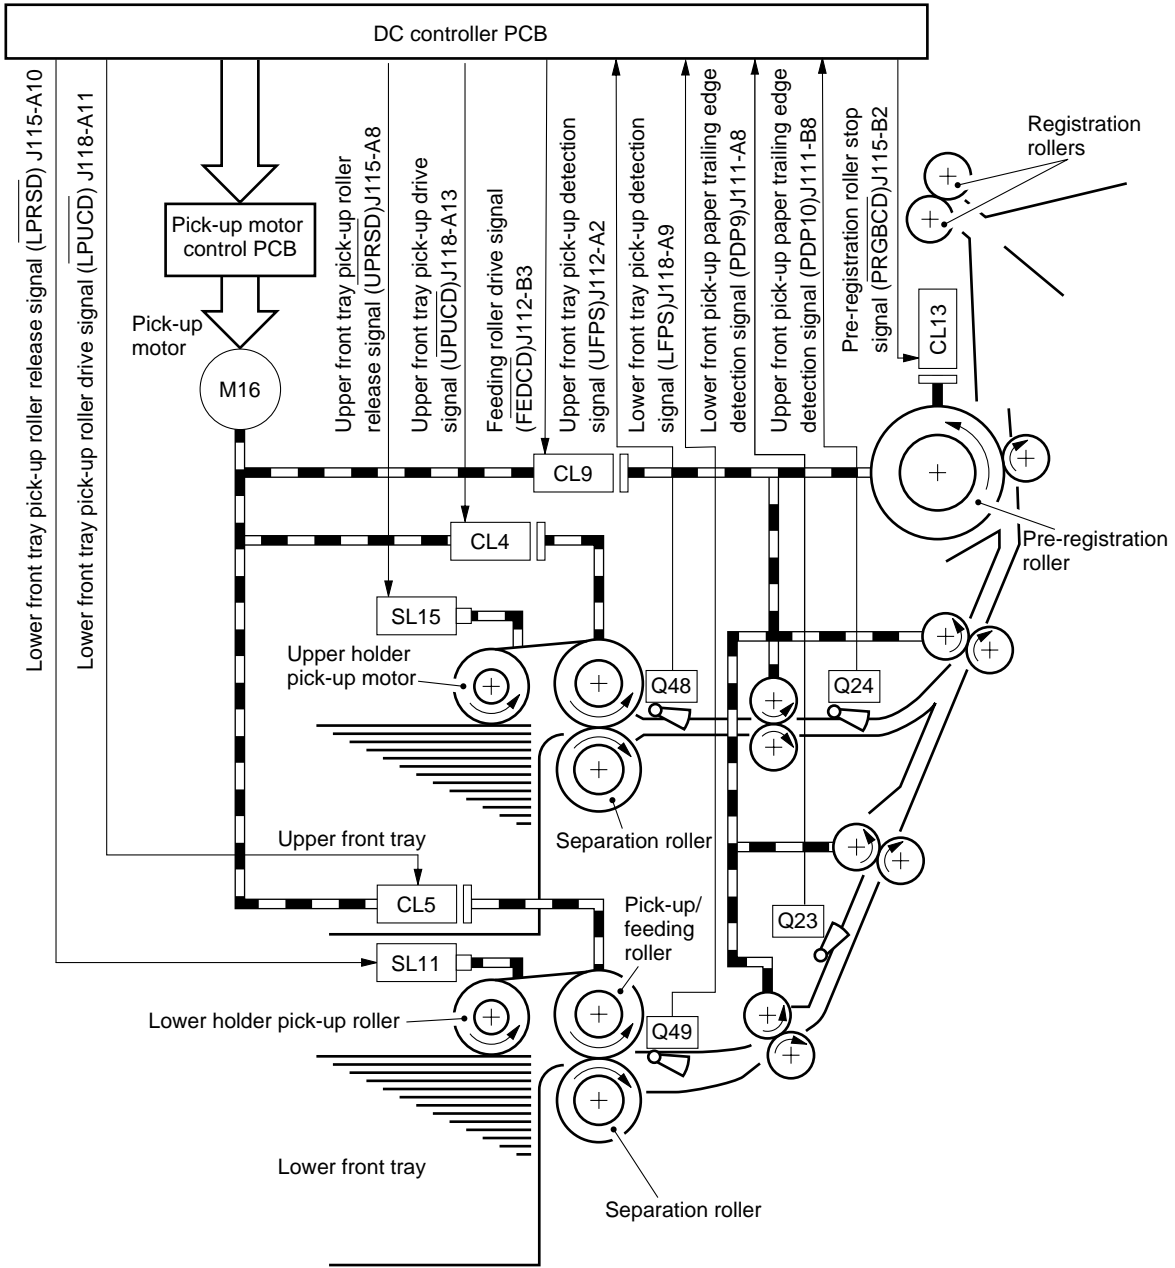 DC controller PCB
Lower front tray pick-up roller release signal (LPRSD) J115-A10
Lower front tray pick-up roller drive signal (LPUCD) J118-A11
Pick-up motor
control PCB
Pick-up
motor
M16
Upper front tray pick-up roller
release signal (UPRSD)J115-A8
Upper front tray pick-up drive
signal (UPUCD)J118-A13
Feeding roller drive signal
(FEDCD)J112-B3
Upper front tray pick-up detection
signal (UFPS)J112-A2
Lower front tray pick-up detection
signal (LFPS)J118-A9
Lower front pick-up paper trailing edge
detection signal (PDP9)J111-A8
Upper front pick-up paper trailing edge
detection signal (PDP10)J111-B8
Pre-registration roller stop
signal (PRGBCD)J115-B2
Registration
rollers
CL13
CL9
CL4
Pre-registration
roller
SL15
Upper holder
pick-up motor
Q48
Q24
Separation roller
Upper front tray
CL5
Pick-up/
feeding
roller
Q23
SL11
Lower holder pick-up roller
Q49
Lower front tray
Separation roller